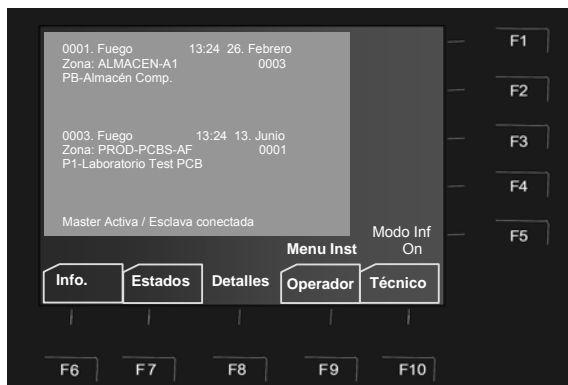 0001. Fuego 13:24 26. Febrero
Zona: ALMACEN-A1 0003
PB-Almacén Comp.
0003. Fuego 13:24 13. Junio
Zona: PROD-PCBS-AF 0001
P1-Laboratorio Test PCB
Master Activa / Esclava conectada
Menu Inst
Modo Inf
On
Info. Estados Detalles Operador Técnico
F1
F2
F3
F4
F5
F6 F7 F8 F9 F10